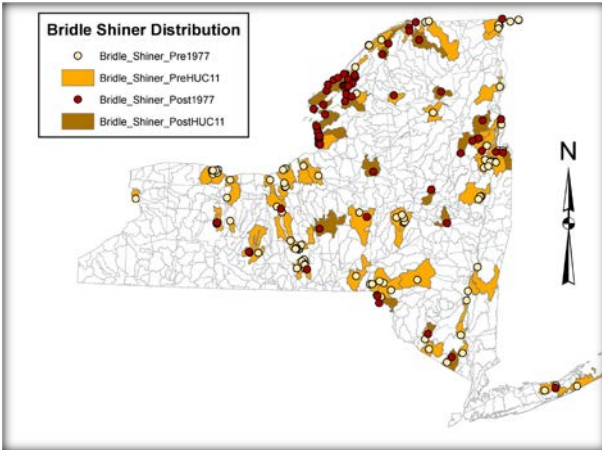 Bridle Shiner Distribution
Bridle_Shiner_Pre1977
Bridle_Shiner_PreHUC11
Bridle_Shiner_Post1977
Bridle_Shiner_PostHUC11
N